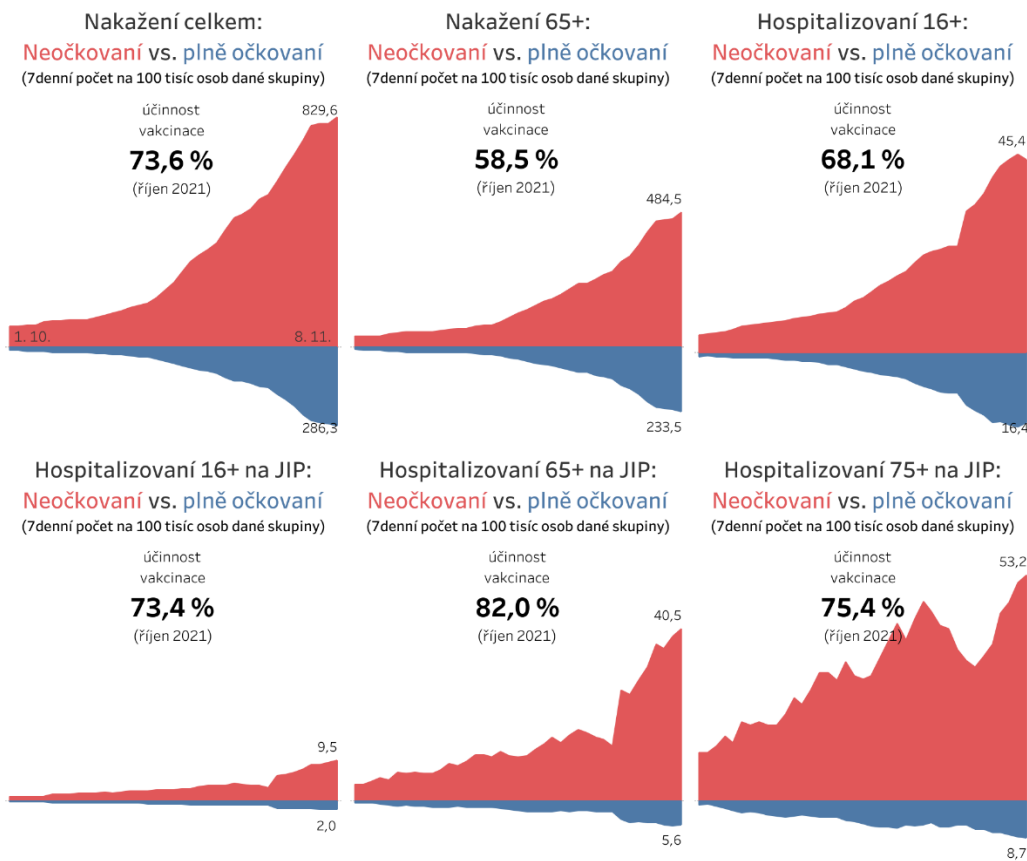 Nakažení celkem:
Neočkovaní vs. plně očkovaní
(7denní počet na 100 tisíc osob dané skupiny)
829,6
účinnost
vakcinace
73,6 %
(říjen 2021)
1. 10.
8. 11.
286,3
Nakažení 65+:
Neočkovaní vs. plně očkovaní
(7denní počet na 100 tisíc osob dané skupiny)
účinnost
vakcinace
58,5 %
(říjen 2021)
484,5
233,5
Hospitalizovaní 16+:
Neočkovaní vs. plně očkovaní
(7denní počet na 100 tisíc osob dané skupiny)
účinnost
vakcinace
45,4
68,1 %
(říjen 2021)
16,4
Hospitalizovaní 16+ na JIP:
Neočkovaní vs. plně očkovaní
(7denní počet na 100 tisíc osob dané skupiny)
účinnost
vakcinace
73,4 %
(říjen 2021)
9,5
2,0
Hospitalizovaní 65+ na JIP:
Neočkovaní vs. plně očkovaní
(7denní počet na 100 tisíc osob dané skupiny)
účinnost
vakcinace
82,0 %
40,5
(říjen 2021)
5,6
Hospitalizovaní 75+ na JIP:
Neočkovaní vs. plně očkovaní
(7denní počet na 100 tisíc osob dané skupiny)
účinnost
53,2
vakcinace
75,4 %
(říjen 2021)
8,7